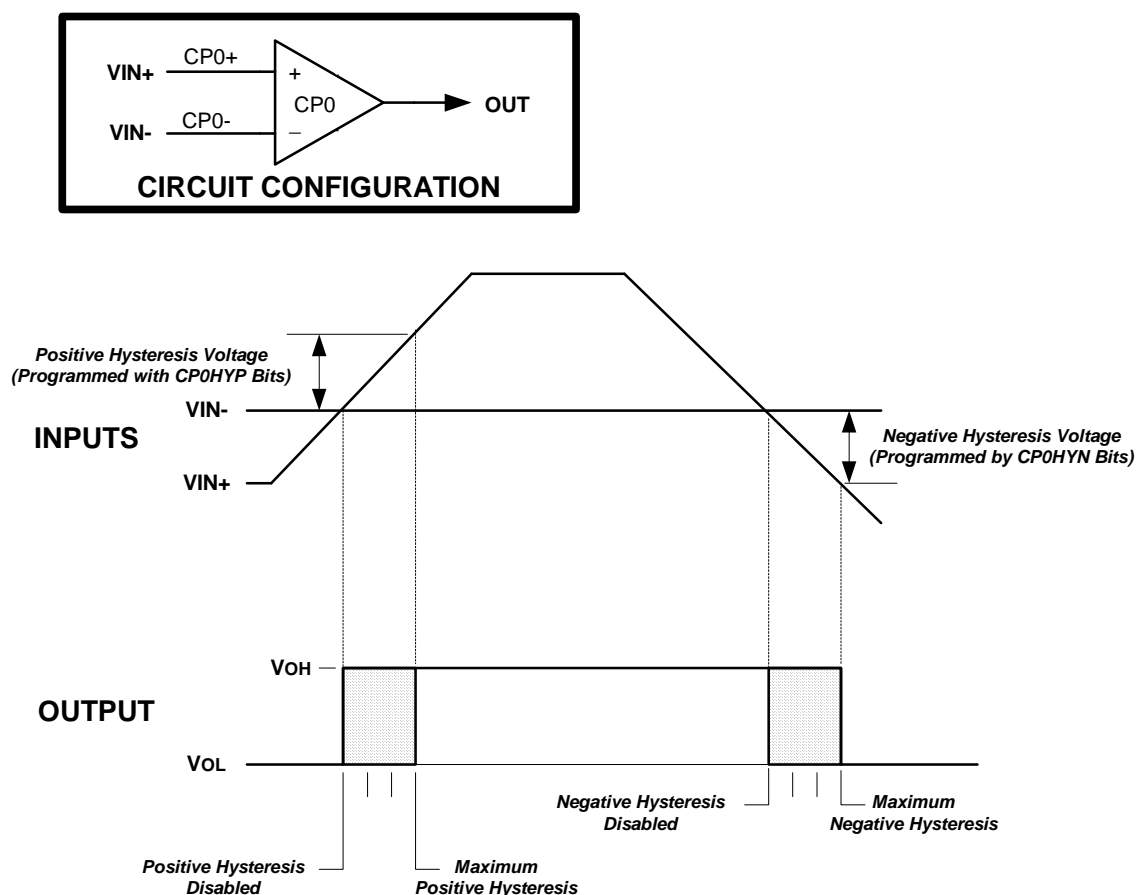 VIN+
CP0+
+
CP0
OUT
VIN-
CP0-
−
CIRCUIT CONFIGURATION
Positive Hysteresis Voltage
(Programmed with CP0HYP Bits)
VIN-
INPUTS
VIN+
Negative Hysteresis Voltage
(Programmed by CP0HYN Bits)
VOH
OUTPUT
VOL
Negative Hysteresis
Disabled
Maximum
Negative Hysteresis
Positive Hysteresis
Disabled
Maximum
Positive Hysteresis